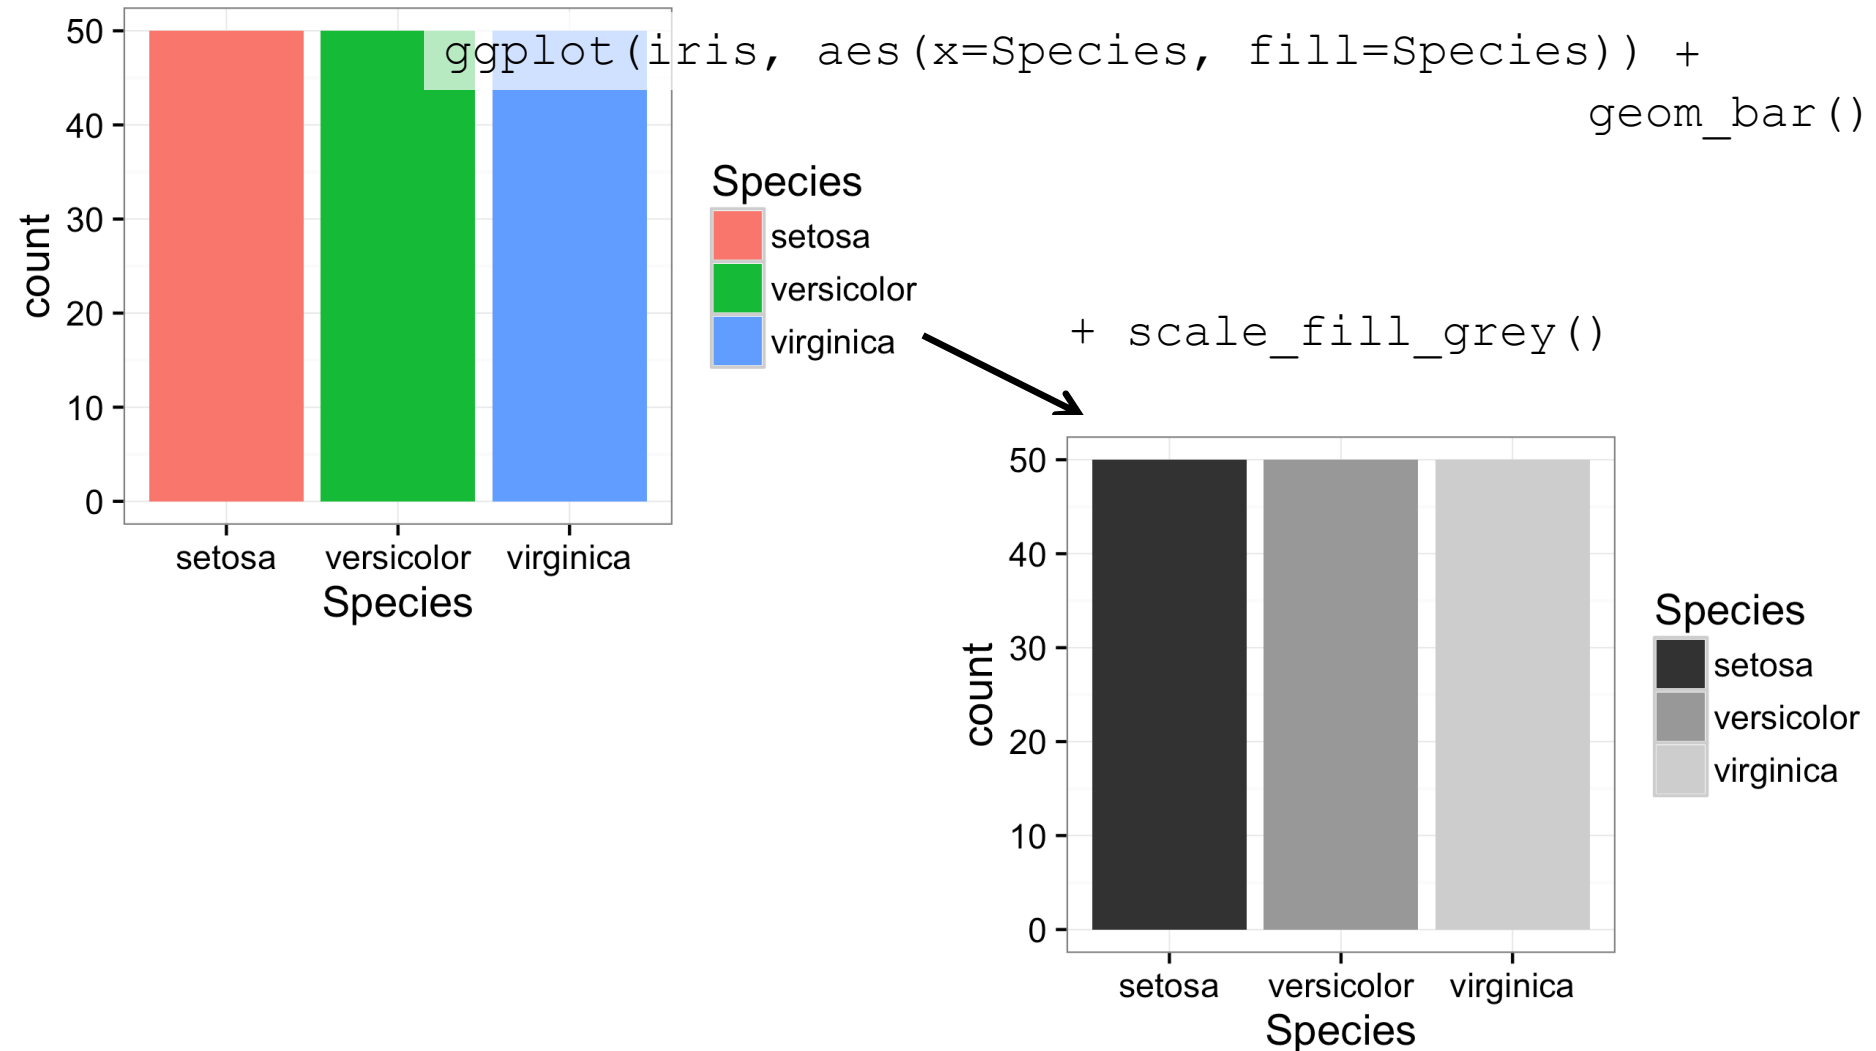 ggplot(iris, aes(x=Species, fill=Species)) +
geom_bar()
50
40
30
20
10
0
count
setosa versicolor virginica
Species
Species
setosa
versicolor
virginica
+ scale_fill_grey()
50
40
30
20
10
0
count
setosa versicolor virginica
Species
Species
setosa
versicolor
virginica